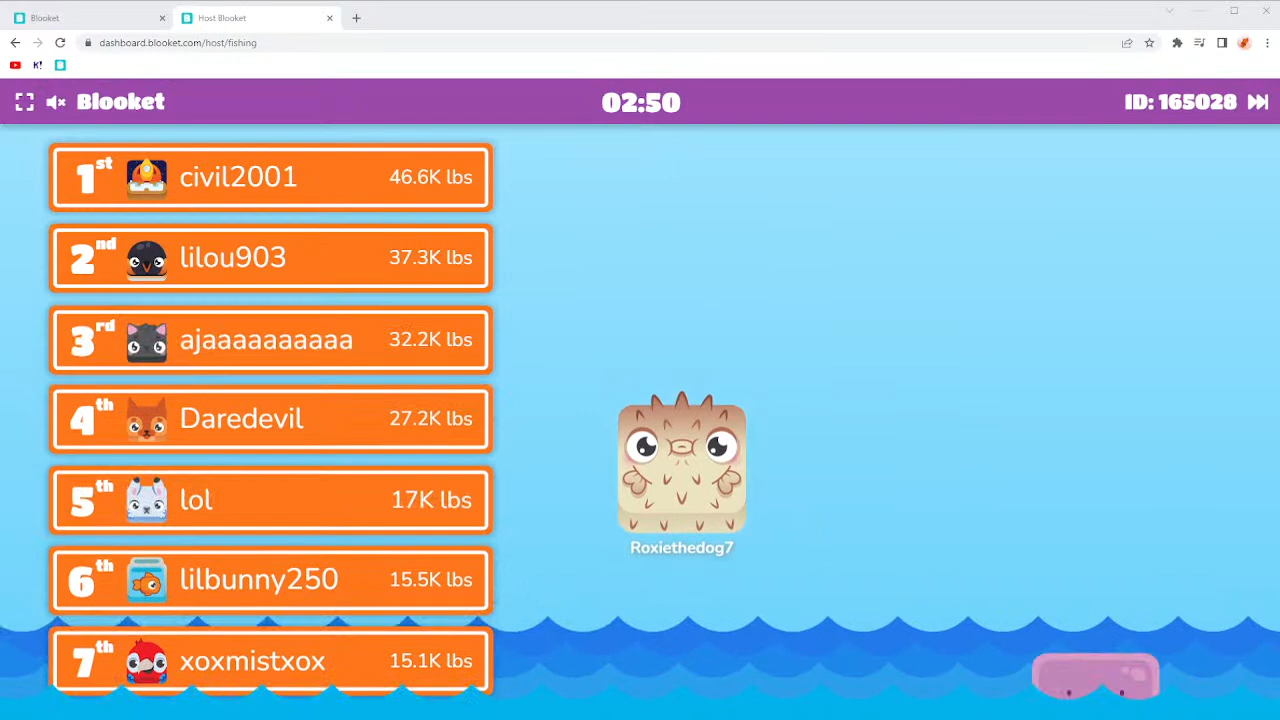 Blooket
Host Blooket
dashboard.blooket.com/host/fishing
K!
Blooket
02:50
ID: 165028
1st civil2001 46.6K lbs
2nd lilou903 37.3K lbs
3rd ajaaaaaaaaaa 32.2K lbs
4th Daredevil 27.2K lbs
5th lol 17K lbs
6th lilbunny250 15.5K lbs
7th xoxmistxox 15.1K lbs
Roxiethedog7